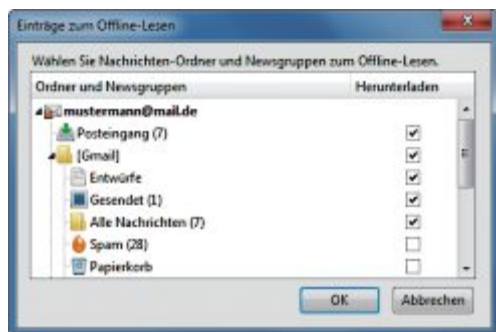 Einträge zum Offline-Lesen
Wählen Sie Nachrichten-Ordner und Newsgruppen zum Offline-Lesen.
Ordner und Newsgruppen Herunterladen
mustermann@mail.de
Posteingang (7)
[Gmail]
Entwürfe
Gesendet (1)
Alle Nachrichten (7)
Spam (28)
Papierkorb
OK Abbrechen